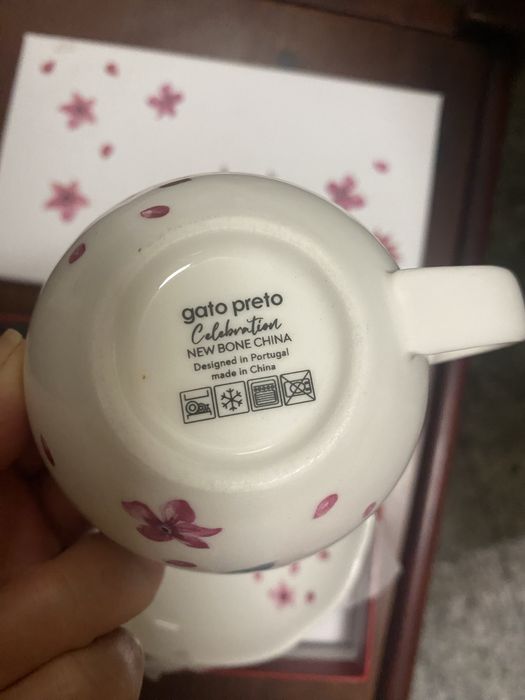 gato preto
Celebration
NEW BONE CHINA
Designed in Portugal
made in China